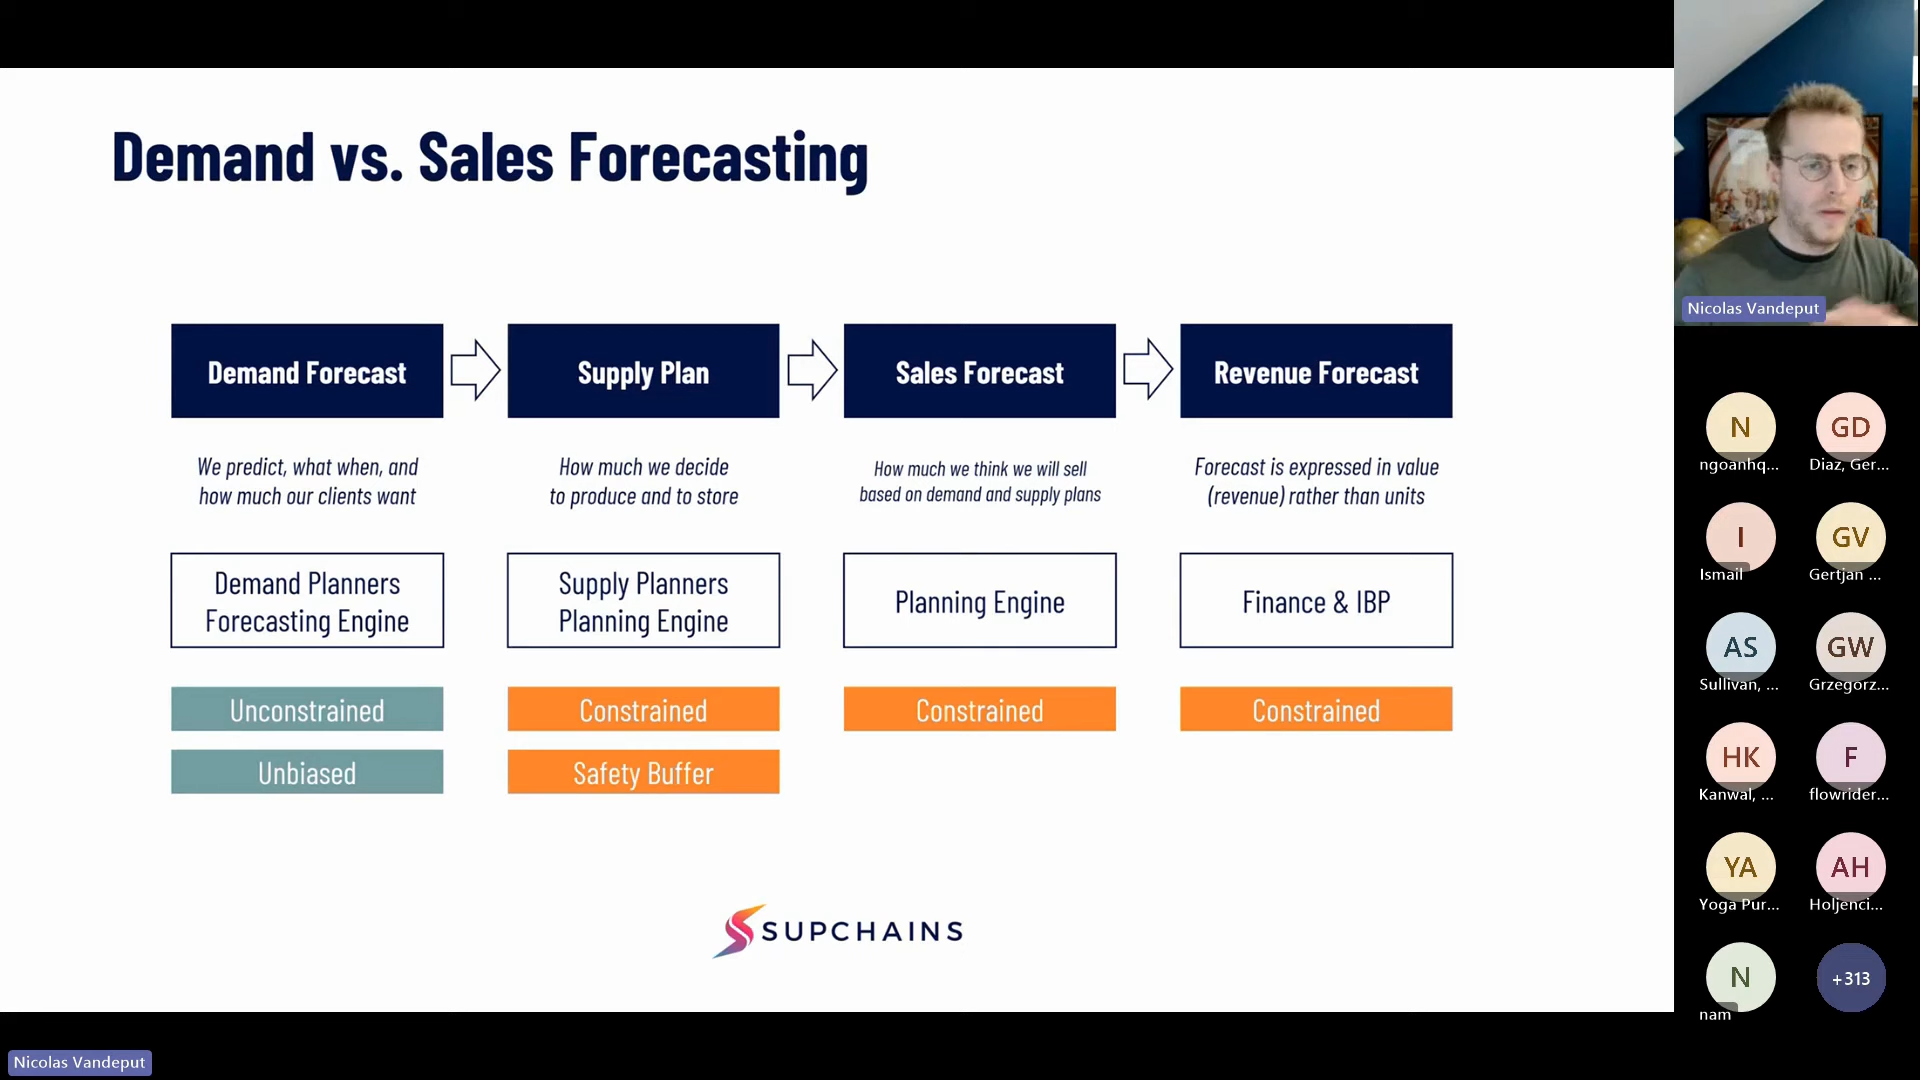 Demand vs. Sales Forecasting
Demand Forecast
Supply Plan
Sales Forecast
Revenue Forecast
We predict, what when, and
how much our clients want
How much we decide
to produce and to store
How much we think we will sell
based on demand and supply plans
Forecast is expressed in value
(revenue) rather than units
Demand Planners
Forecasting Engine
Supply Planners
Planning Engine
Planning Engine
Finance & IBP
Unconstrained
Constrained
Constrained
Constrained
Unbiased
Safety Buffer
SUPCHAINS
Nicolas Vandeput
N
ngoanhq...
GD
Diaz, Ger...
I
Ismail
GV
Gertjan ...
AS
Sullivan, ...
GW
Grzegorz...
HK
Kanwal, ...
F
flowrider...
YA
Yoga Pur...
AH
Holjenci...
N
nam
+313
Nicolas Vandeput